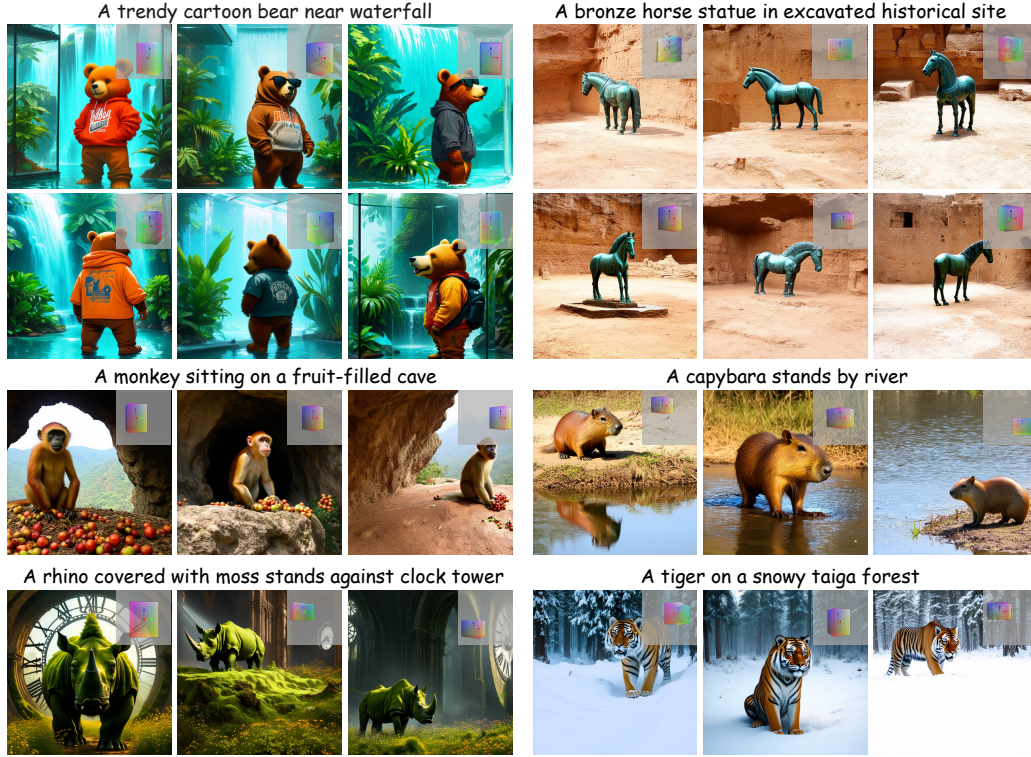 A trendy cartoon bear near waterfall
A bronze horse statue in excavated historical site
A monkey sitting on a fruit-filled cave
A capybara stands by river
A rhino covered with moss stands against clock tower
A tiger on a snowy taiga forest